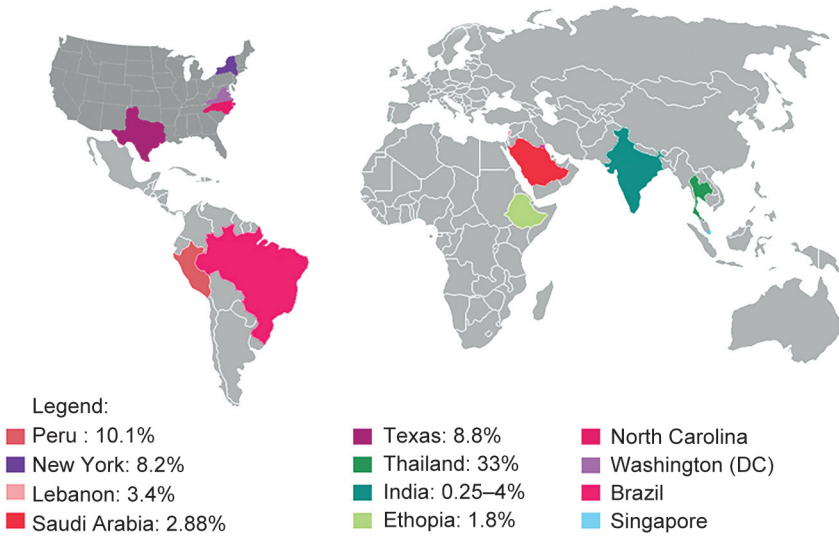 Legend:
Peru : 10.1%
New York: 8.2%
Lebanon: 3.4%
Saudi Arabia: 2.88%
Texas: 8.8%
Thailand: 33%
India: 0.25–4%
Ethopia: 1.8%
North Carolina
Washington (DC)
Brazil
Singapore